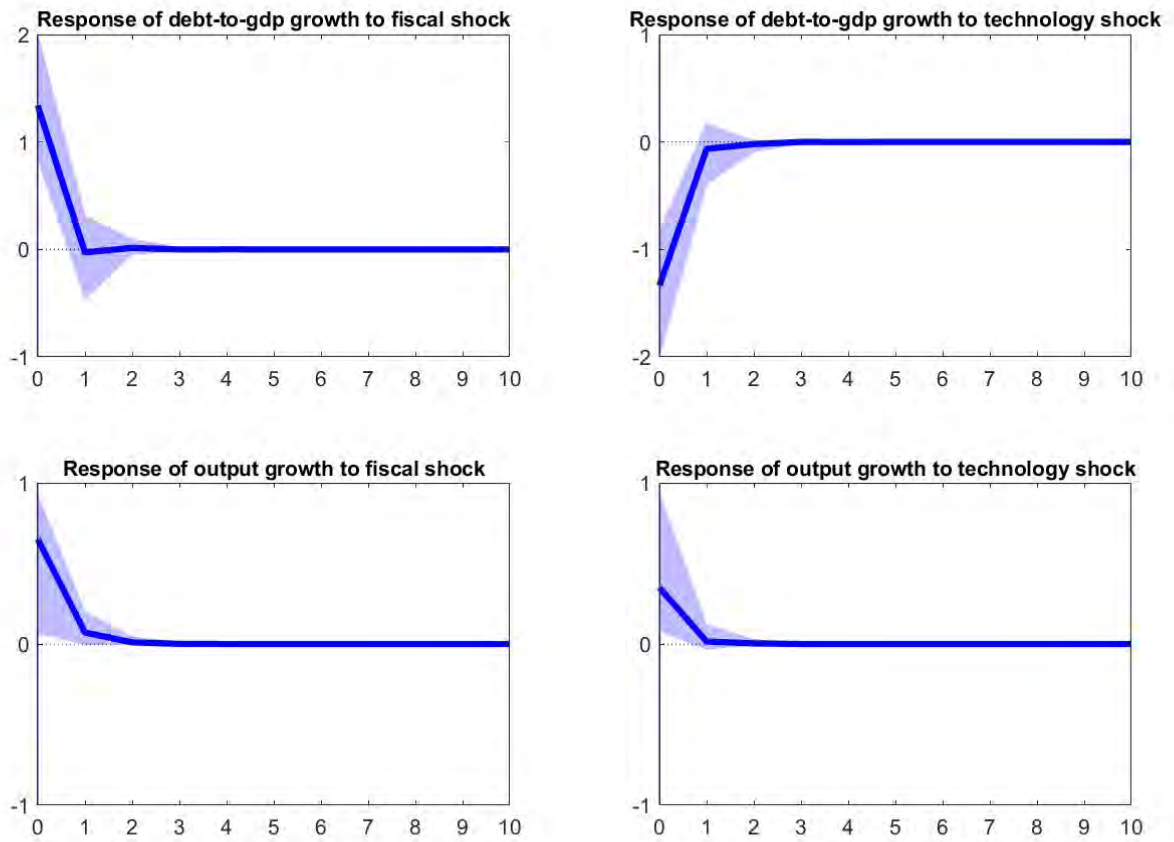 Response of debt-to-gdp growth to fiscal shock
2
1
0
-1
0 1 2 3 4 5 6 7 8 9 10
Response of debt-to-gdp growth to technology shock
1
0
-1
-2
0 1 2 3 4 5 6 7 8 9 10
Response of output growth to fiscal shock
1
0
-1
0 1 2 3 4 5 6 7 8 9 10
Response of output growth to technology shock
1
0
-1
0 1 2 3 4 5 6 7 8 9 10